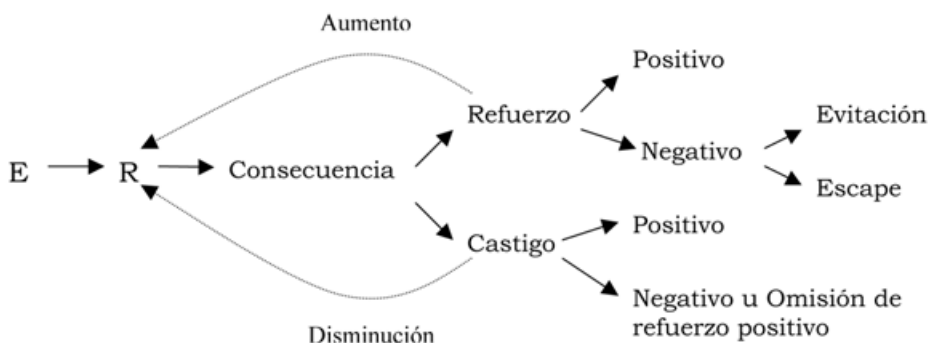 Aumento
Positivo
Refuerzo
Evitación
Negativo
E
R
Consecuencia
Escape
Positivo
Castigo
Negativo u Omisión de
refuerzo positivo
Disminución